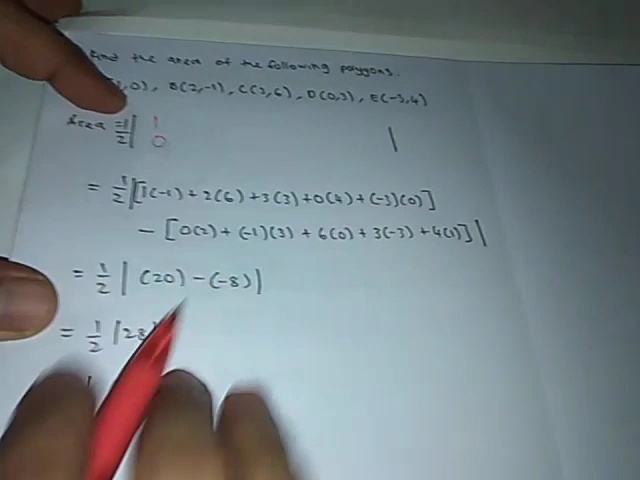 Find the area of the following polygons.
,0), B(2,-1), C(3,6), D(0,3), E(-3,4)
Area = 1/2 | 1 |
0
= 1/2 |[1(-1) + 2(6) + 3(3) + 0(4) + (-3)(0)]
- [0(2) + (-1)(3) + 6(0) + 3(-3) + 4(1)]|
= 1/2 | (20) - (-8)|
= 1/2 |28|